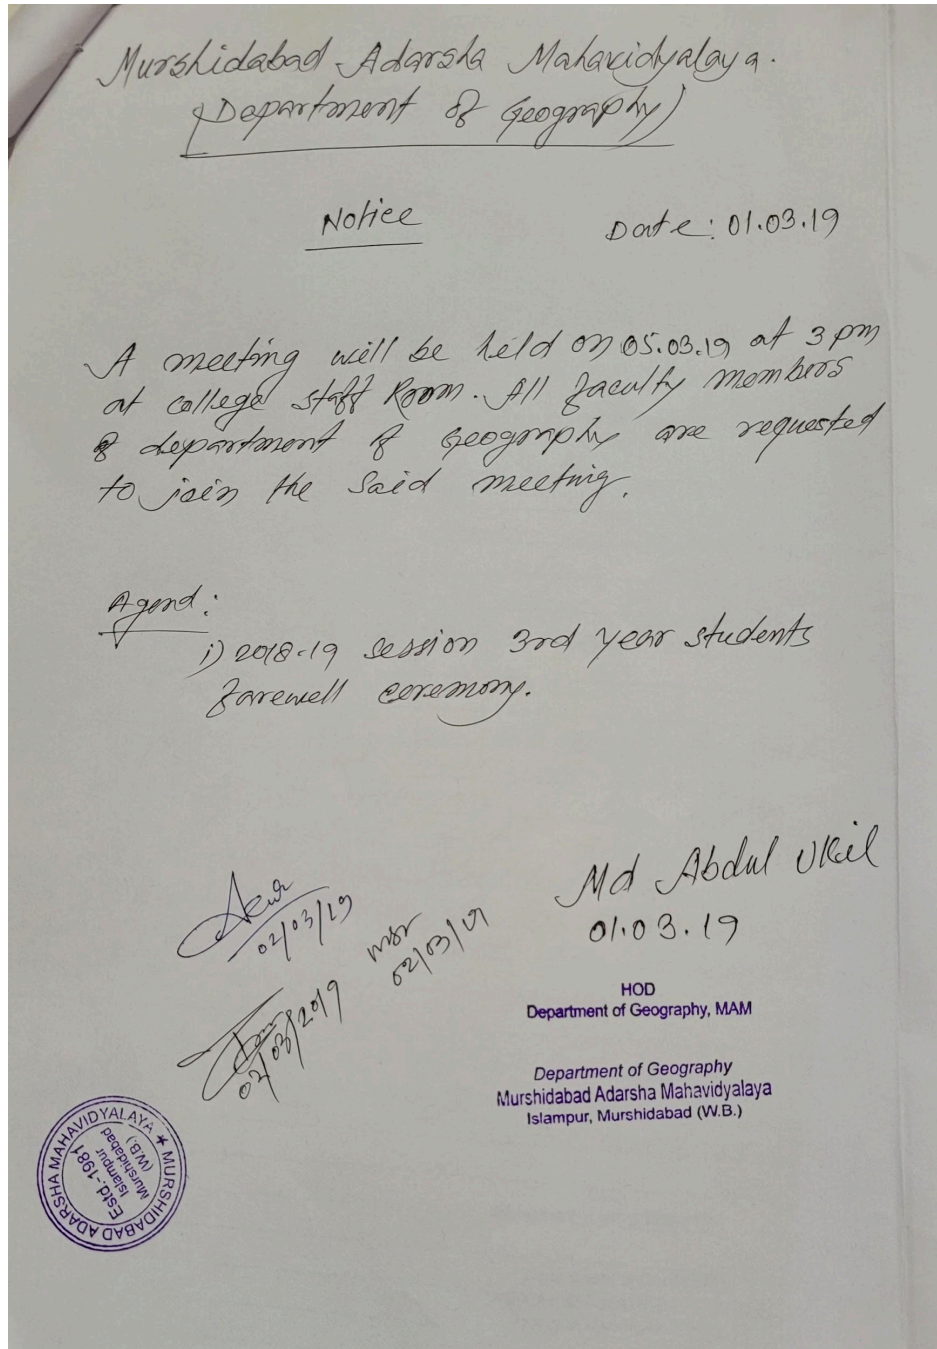 Murshidabad Adarsha Mahavidyalaya.
(Department of Geography)
Notice
Date: 01.03.19
A meeting will be held on 05.03.19 at 3 pm
at college staff Room. All faculty members
of department of Geography are requested
to join the said meeting.
Agend:
i) 2018-19 session 3rd year students
farewell ceremony.
Md Abdul Ukil
01.03.19
02/03/19
02/03/19
02/03/2019
HOD
Department of Geography, MAM
Department of Geography
Murshidabad Adarsha Mahavidyalaya
Islampur, Murshidabad (W.B.)
MURSHIDABAD ADARSHA MAHAVIDYALAYA ★
Estd.-1981
Islampur
Murshidabad
(W.B.)